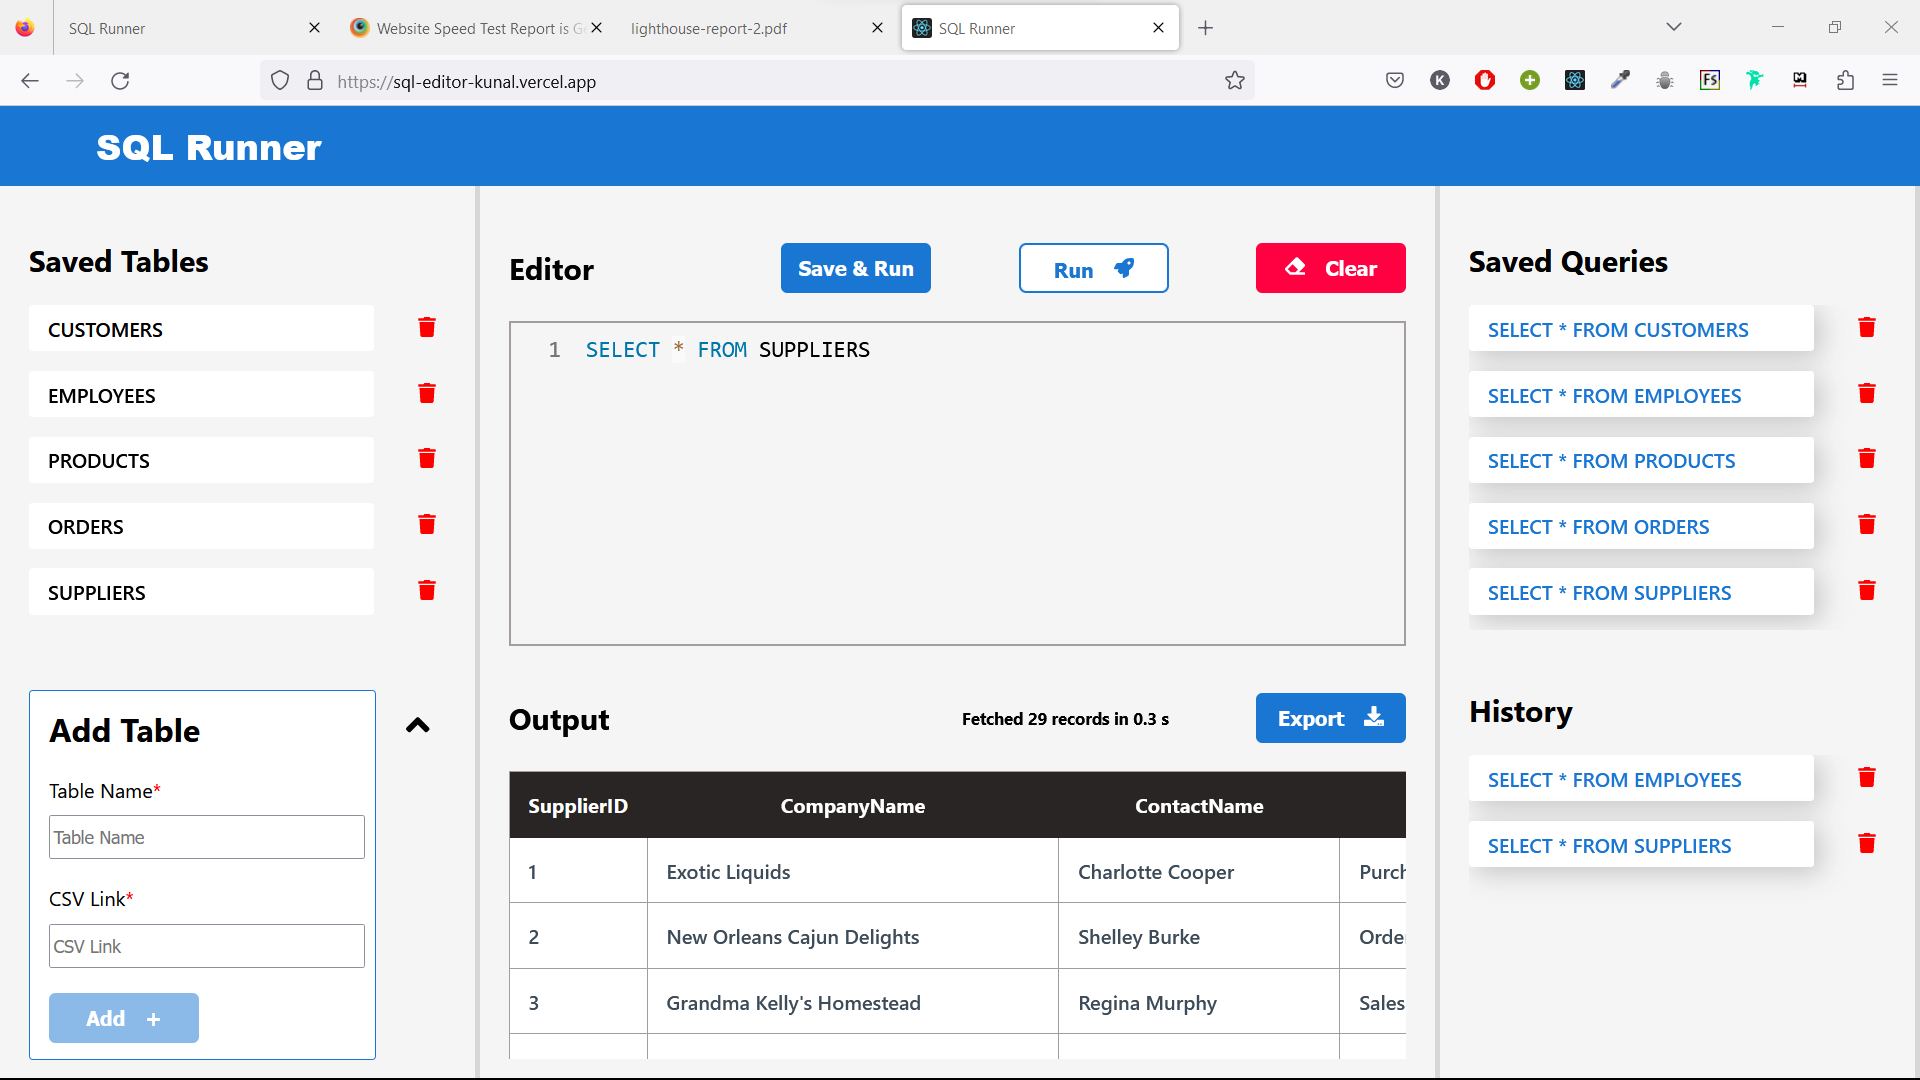 SQL Runner
Website Speed Test Report is G
lighthouse-report-2.pdf
SQL Runner
https://sql-editor-kunal.vercel.app
K
FS
SQL Runner
Saved Tables
CUSTOMERS
EMPLOYEES
PRODUCTS
ORDERS
SUPPLIERS
Add Table
Table Name*
Table Name
CSV Link*
CSV Link
Add +
Editor
Save & Run
Run
Clear
1 SELECT * FROM SUPPLIERS
Output
Fetched 29 records in 0.3 s
Export
SupplierID CompanyName ContactName
1 Exotic Liquids Charlotte Cooper Purch
2 New Orleans Cajun Delights Shelley Burke Orde
3 Grandma Kelly's Homestead Regina Murphy Sales
Saved Queries
SELECT * FROM CUSTOMERS
SELECT * FROM EMPLOYEES
SELECT * FROM PRODUCTS
SELECT * FROM ORDERS
SELECT * FROM SUPPLIERS
History
SELECT * FROM EMPLOYEES
SELECT * FROM SUPPLIERS